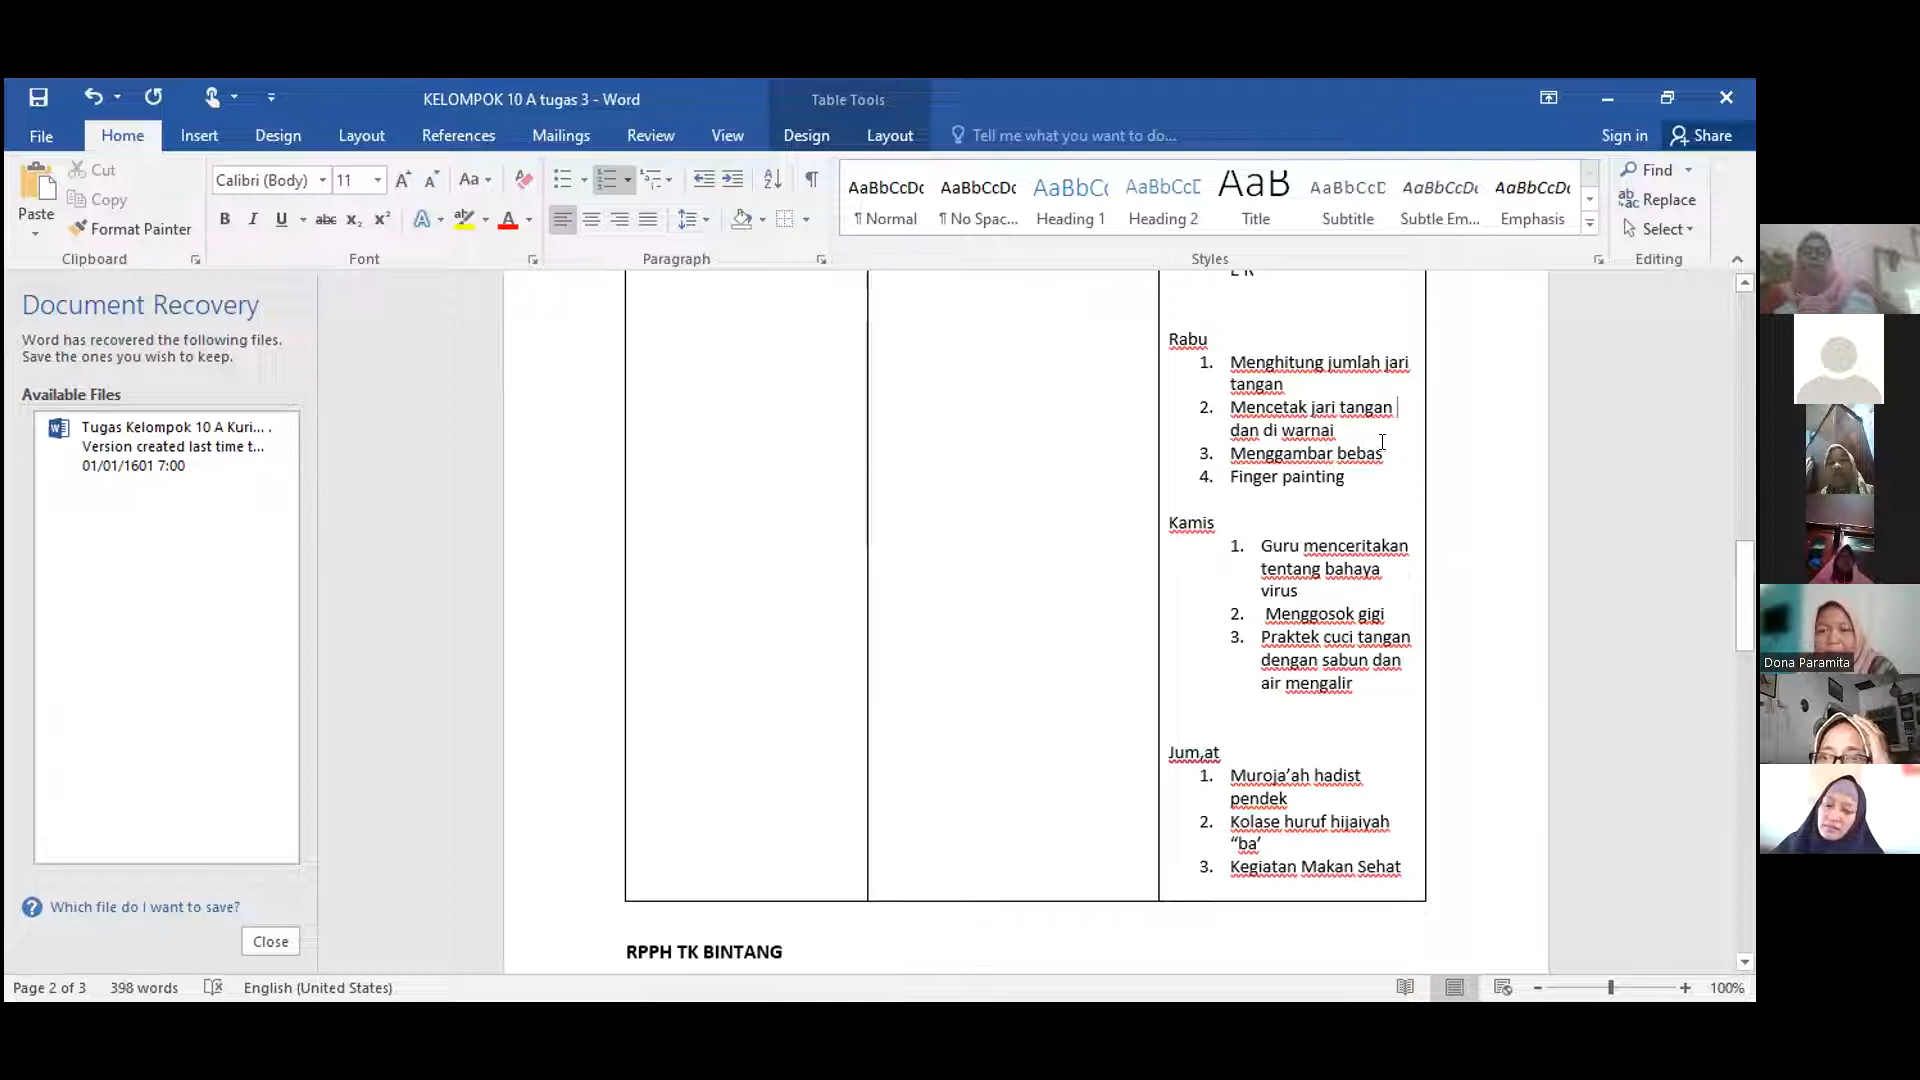 KELOMPOK 10 A tugas 3 - Word
Table Tools
File
Home
Insert
Design
Layout
References
Mailings
Review
View
Design
Layout
Tell me what you want to do...
Sign in
Share
Paste
Cut
Copy
Format Painter
Clipboard
Calibri (Body)
11
Font
Paragraph
AaBbCcDc
¶ Normal
AaBbCcDc
¶ No Spac...
AaBbCc
Heading 1
AaBbCcD
Heading 2
AaB
Title
AaBbCcD
Subtitle
AaBbCcDc
Subtle Em...
AaBbCcDc
Emphasis
Styles
Find
Replace
Select
Editing
Document Recovery
Word has recovered the following files.
Save the ones you wish to keep.
Available Files
Tugas Kelompok 10 A Kuri... .
Version created last time t...
01/01/1601 7:00
Which file do I want to save?
Close
Rabu
1. Menghitung jumlah jari
tangan
2. Mencetak jari tangan
dan di warnai
3. Menggambar bebas
4. Finger painting
Kamis
1. Guru menceritakan
tentang bahaya
virus
2. Menggosok gigi
3. Praktek cuci tangan
dengan sabun dan
air mengalir
Jum,at
1. Muroja’ah hadist
pendek
2. Kolase huruf hijaiyah
“ba’
3. Kegiatan Makan Sehat
RPPH TK BINTANG
Page 2 of 3
398 words
English (United States)
100%
Dona Paramita